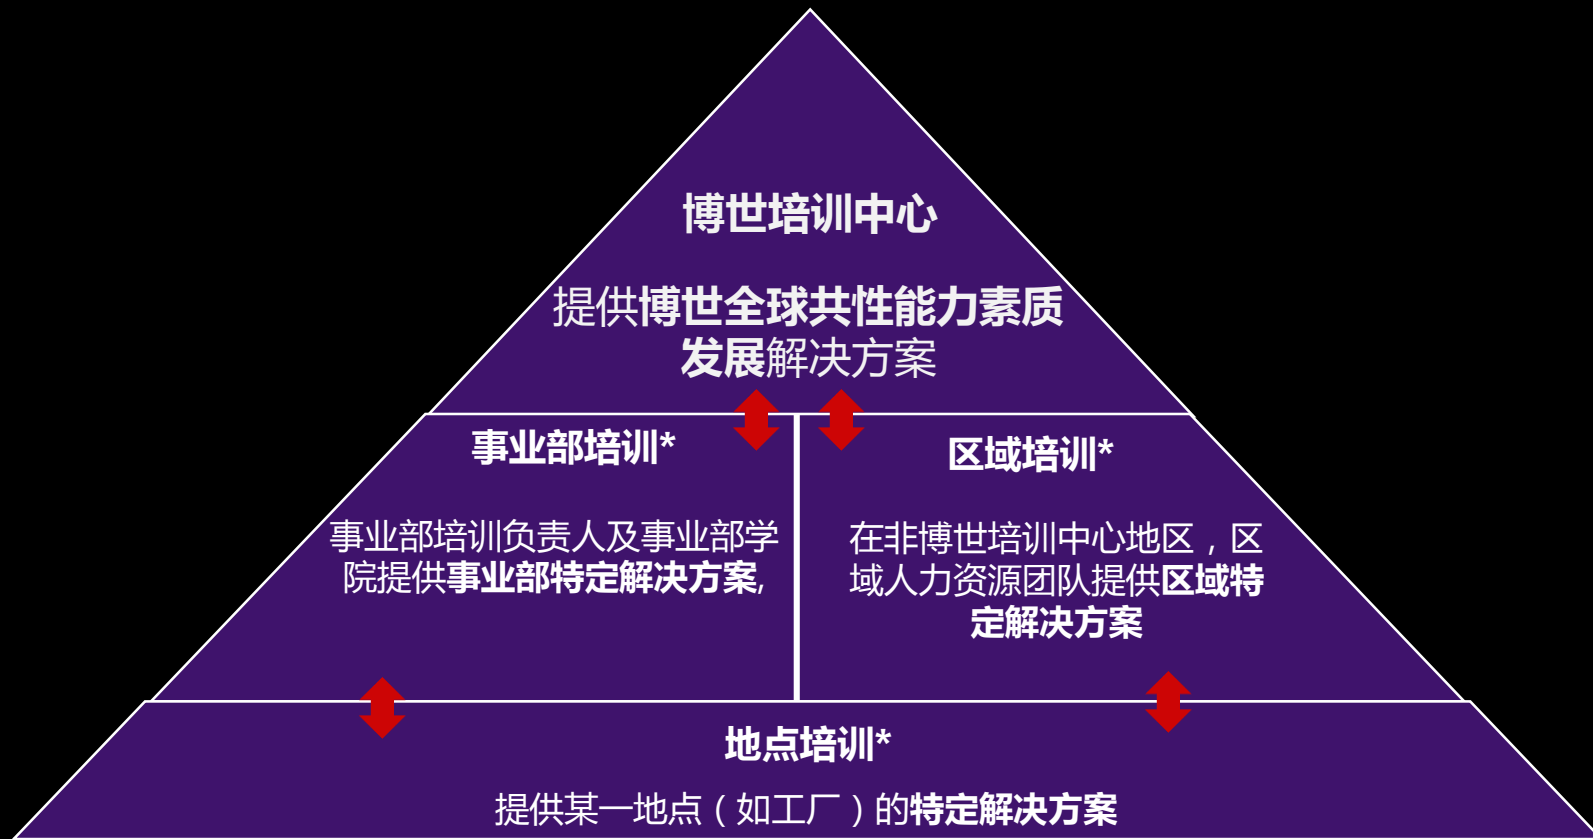 博世培训中心
提供博世全球共性能力素质
发展解决方案
事业部培训*
事业部培训负责人及事业部学
院提供事业部特定解决方案,
区域培训*
在非博世培训中心地区，区
域人力资源团队提供区域特
定解决方案
地点培训*
提供某一地点（如工厂）的特定解决方案